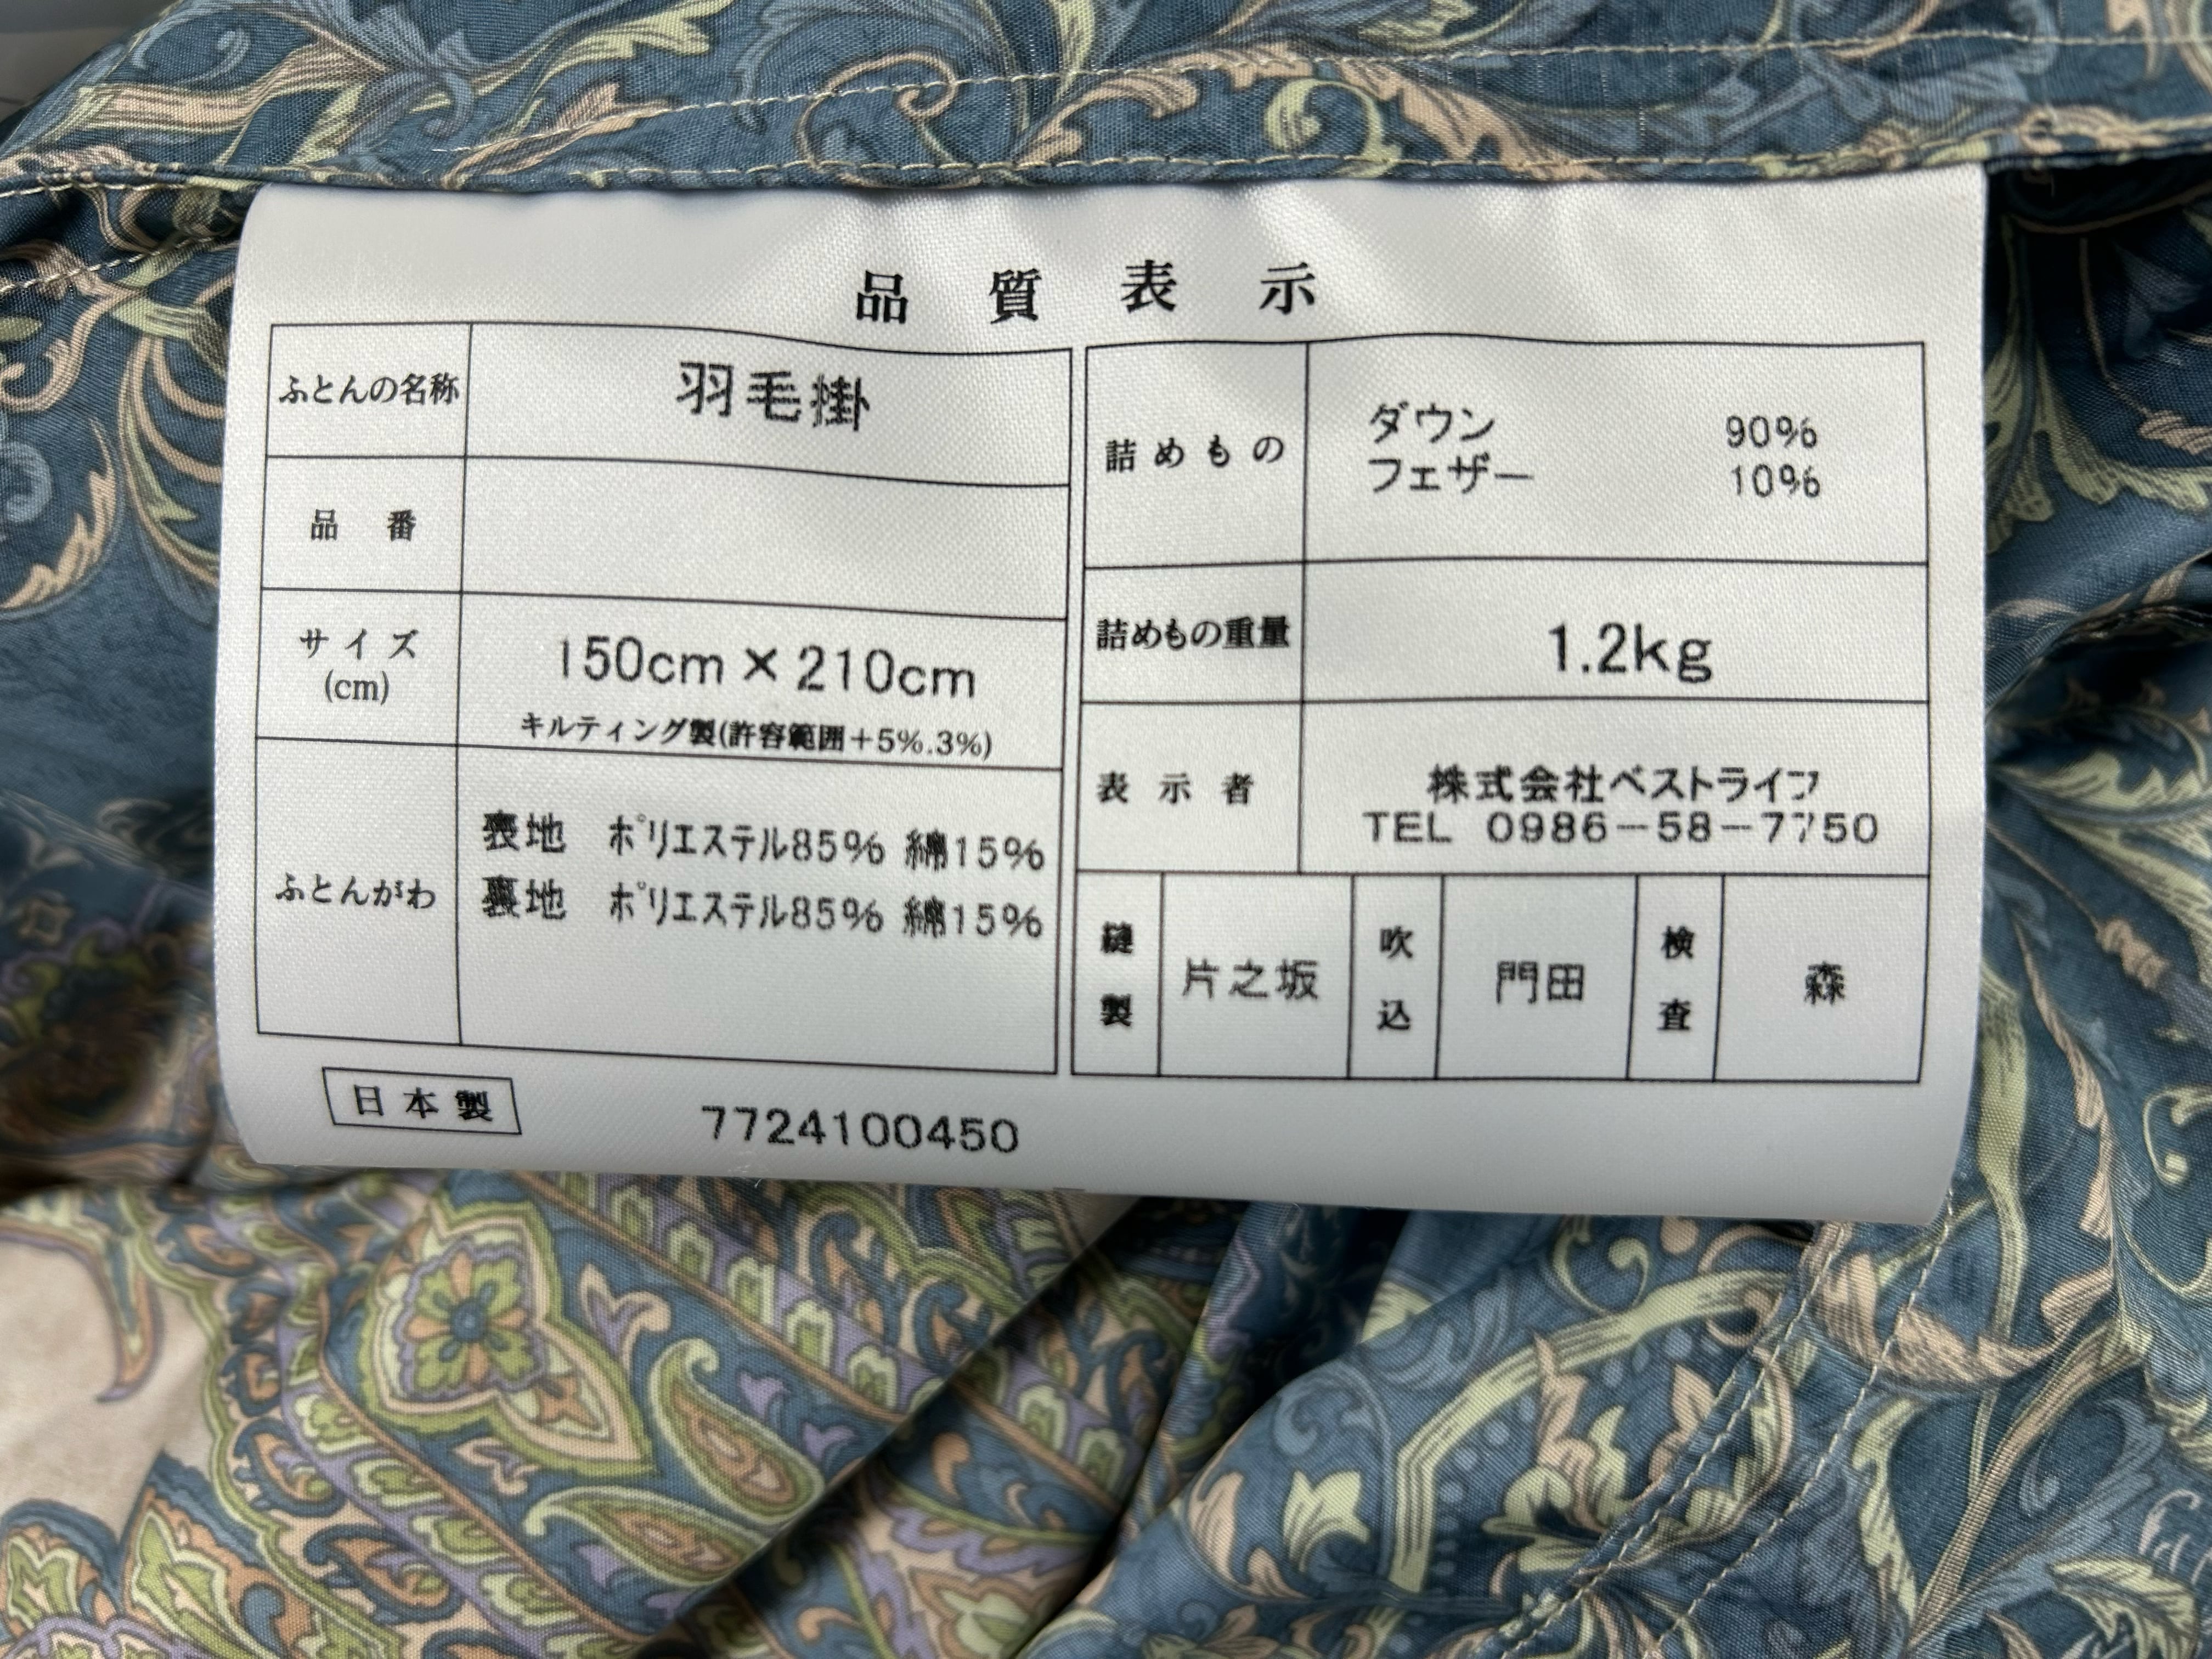 品質表示
ふとんの名称 羽毛掛
品番
サイズ
(cm)
150cm×210cm
キルティング製(許容範囲+5%.3%)
ふとんがわ
表地 ポリエステル85% 綿15%
裏地 ポリエステル85% 綿15%
詰めもの
ダウン 90%
フェザー 10%
詰めもの重量 1.2kg
表示者
株式会社ベストライフ
TEL 0986-58-7750
縫製 片之坂 吹込 門田 検査 森
日本製 7724100450